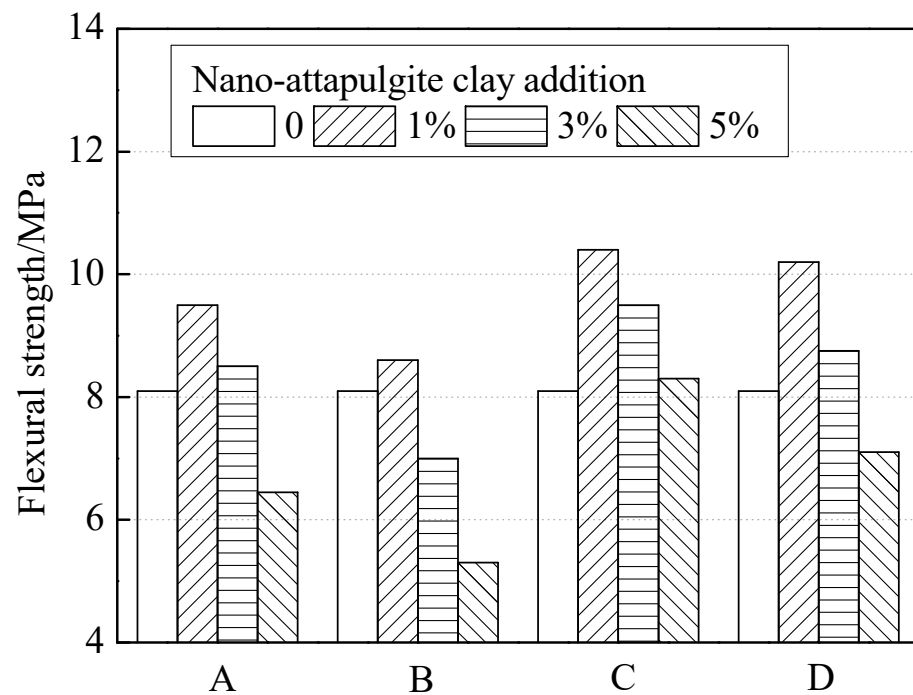 Flexural strength/MPa
14
12
10
8
6
4
Nano-attapulgite clay addition
0 1% 3% 5%
A B C D